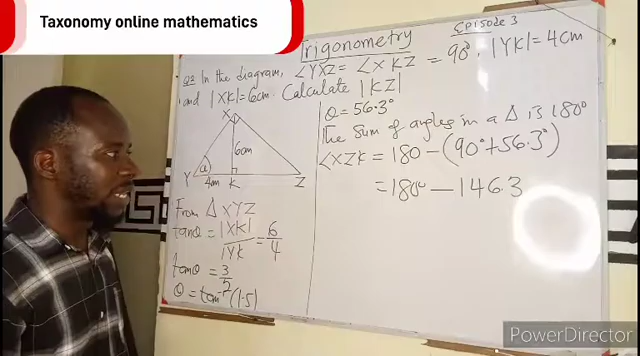 Taxonomy online mathematics
Trigonometry
Episode 3
Q2 In the diagram, ∠YXZ = ∠XKZ = 90°. |YK| = 4cm
and |XK| = 6cm. Calculate |KZ|
X
6cm
Y
4m
K
Z
From Δ XYZ
tanθ = |XK| / |YK = 6/4
tanθ = 3/2
θ = tan⁻¹(1.5)
θ = 56.3°
The Sum of angles in a Δ is 180°
∠XZK = 180 - (90° + 56.3°)
= 180° - 146.3
PowerDirector